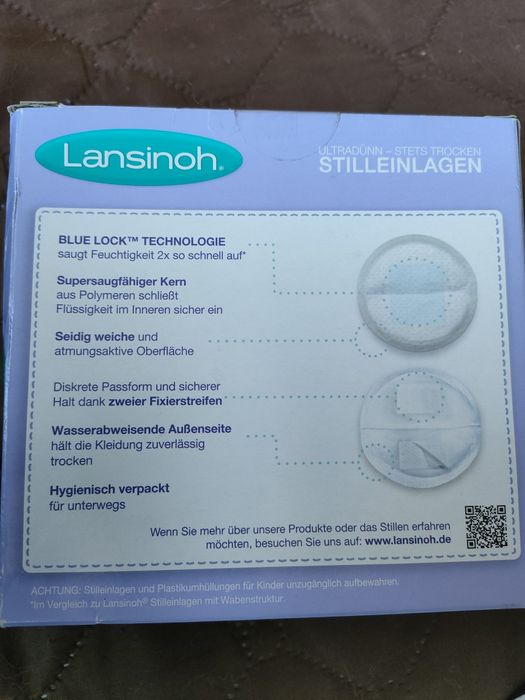 Lansinoh®
ULTRADÜNN – STETS TROCKEN
STILLEINLAGEN
BLUE LOCK™ TECHNOLOGIE
saugt Feuchtigkeit 2x so schnell auf*
Supersaugfähiger Kern
aus Polymeren schließt
Flüssigkeit im Inneren sicher ein
Seidig weiche und
atmungsaktive Oberfläche
Diskrete Passform und sicherer
Halt dank zweier Fixierstreifen
Wasserabweisende Außenseite
hält die Kleidung zuverlässig
trocken
Hygienisch verpackt
für unterwegs
Wenn Sie mehr über unsere Produkte oder das Stillen erfahren
möchten, besuchen Sie uns auf: www.lansinoh.de
ACHTUNG: Stilleinlagen und Plastikumhüllungen für Kinder unzugänglich aufbewahren.
*Im Vergleich zu Lansinoh® Stilleinlagen mit Wabenstruktur.